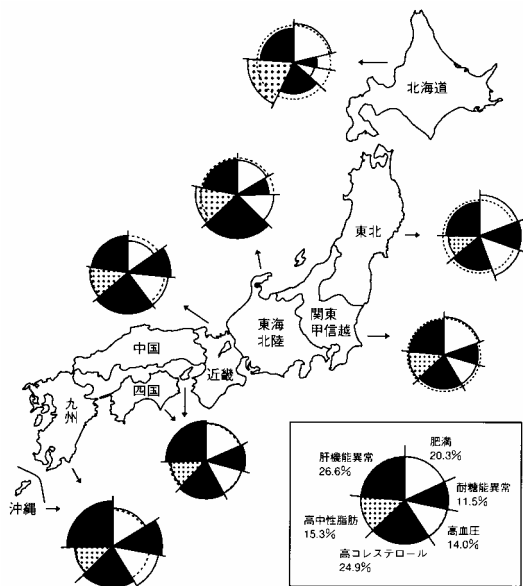 北海道
東北
関東
甲信越
東海
北陸
中国
近畿
四国
九州
沖縄
肥満
20.3%
肝機能異常
26.6%
耐糖能異常
11.5%
高中性脂肪
15.3%
高血圧
14.0%
高コレステロール
24.9%